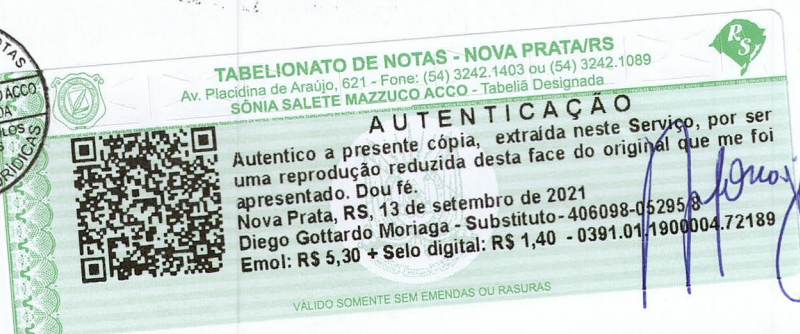 TABELIONATO DE NOTAS - NOVA PRATA/RS
Av. Placidina de Araújo, 621 - Fone: (54) 3242.1403 ou (54) 3242.1089
SÔNIA SALETE MAZZUCO ACCO - Tabeliã Designada
RS
AUTENTICAÇÃO
Autentico a presente cópia, extraída neste Serviço, por ser
uma reprodução reduzida desta face do original que me foi
apresentado. Dou fé.
Nova Prata, RS, 13 de setembro de 2021
Diego Gottardo Moriaga - Substituto- 406098-05295 8
Emol: R$ 5,30 + Selo digital: R$ 1,40 - 0391.01.1900004.72189
VÁLIDO SOMENTE SEM EMENDAS OU RASURAS